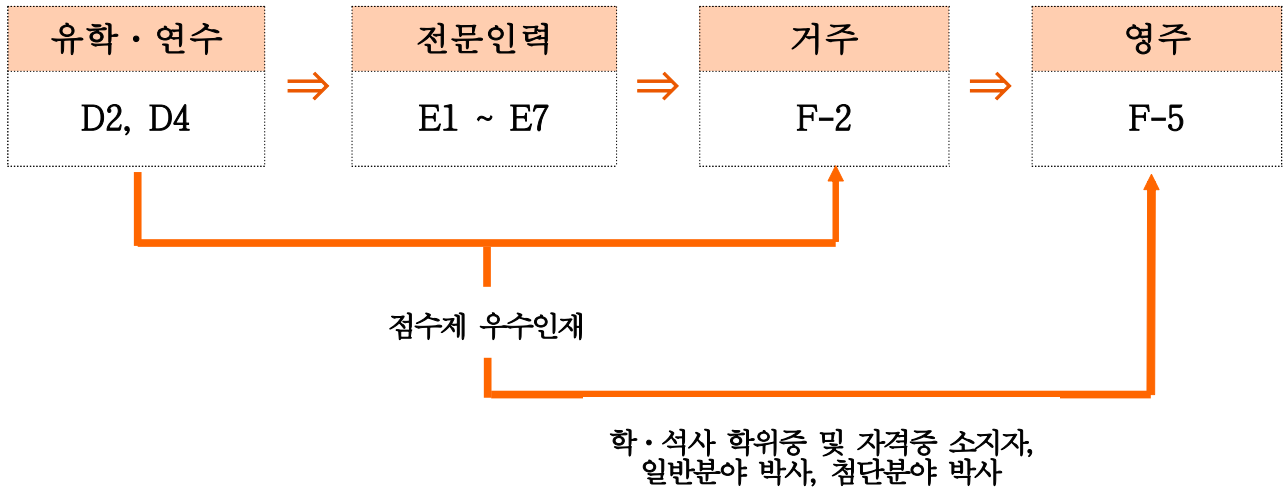 유학·연수
전문인력
거주
영주
D2, D4
E1 ~ E7
F-2
F-5
점수제 우수인재
학·석사 학위증 및 자격증 소지자,
일반분야 박사, 첨단분야 박사